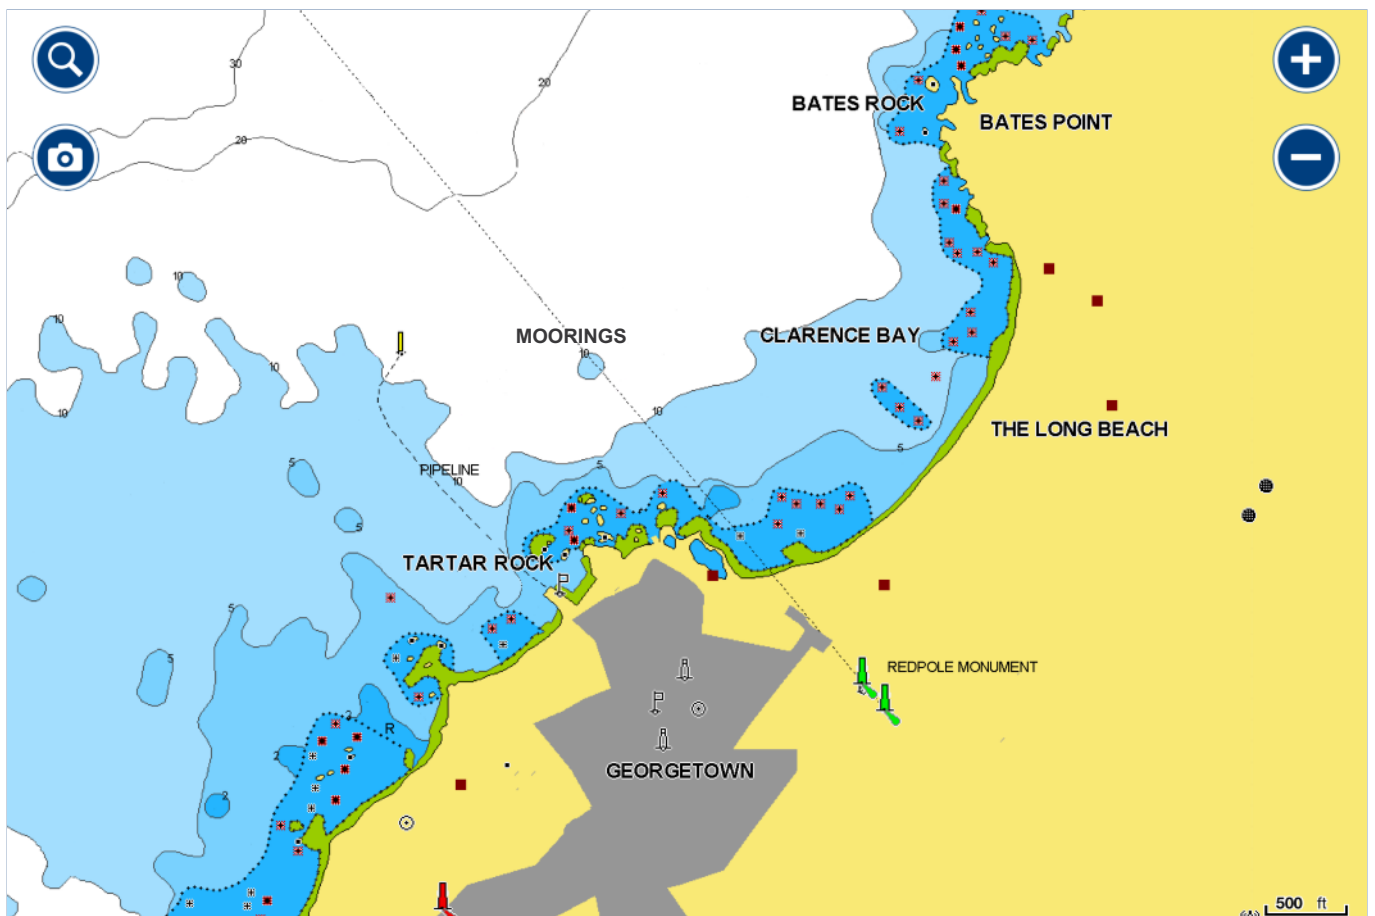 30
20
20
BATES ROCK
BATES POINT
10
10
MOORINGS
CLARENCE BAY
10
10
10
10
THE LONG BEACH
5
5
5
PIPELINE
10
5
TARTAR ROCK
5
5
REDPOLE MONUMENT
2
R
2
GEORGETOWN
2
500 ft